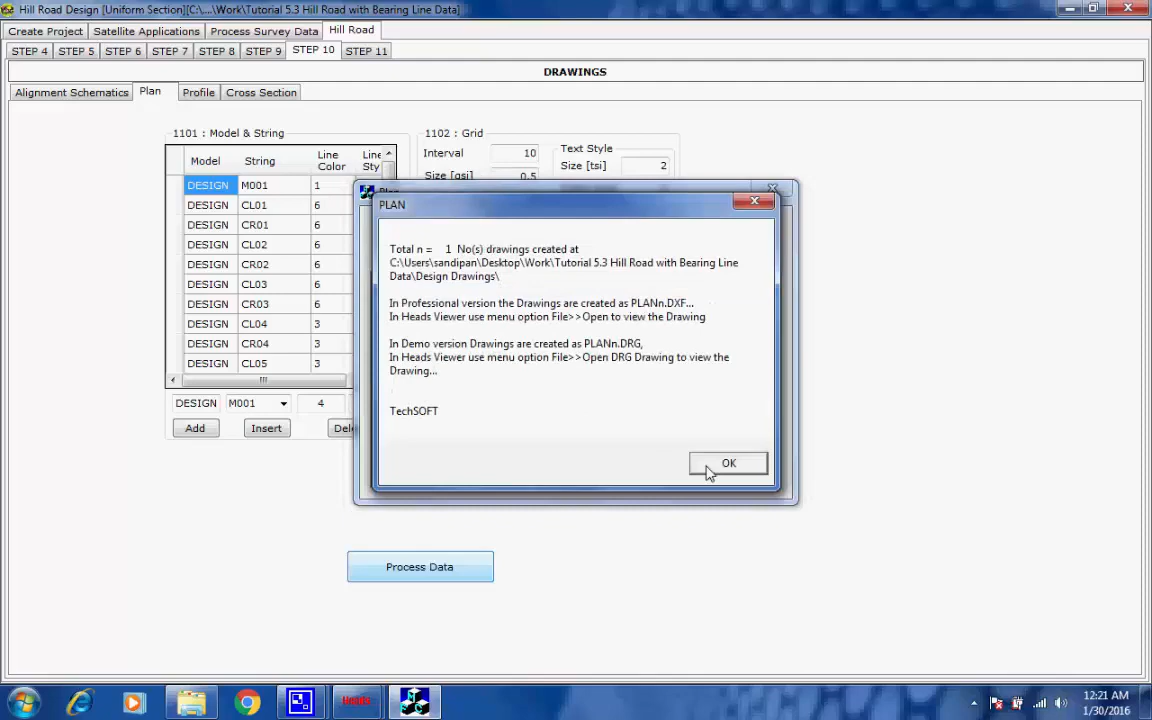 Hill Road Design [Uniform Section][C:\....\Work\Tutorial 5.3 Hill Road with Bearing Line Data]
Create Project Satellite Applications Process Survey Data Hill Road
STEP 4 STEP 5 STEP 6 STEP 7 STEP 8 STEP 9 STEP 10 STEP 11
DRAWINGS
Alignment Schematics Plan Profile Cross Section
1101 : Model & String
Model String Line Color Line Sty
DESIGN M001 1
DESIGN CL01 6
DESIGN CR01 6
DESIGN CL02 6
DESIGN CR02 6
DESIGN CL03 6
DESIGN CR03 6
DESIGN CL04 3
DESIGN CR04 3
DESIGN CL05 3
DESIGN M001 4
Add Insert Dele
1102 : Grid
Interval 10
Size [gsi] 0.5
Text Style
Size [tsi] 2
PLAN
Total n = 1 No(s) drawings created at
C:\Users\sandipan\Desktop\Work\Tutorial 5.3 Hill Road with Bearing Line
Data\Design Drawings\
In Professional version the Drawings are created as PLANn.DXF...
In Heads Viewer use menu option File>>Open to view the Drawing
In Demo version Drawings are created as PLANn.DRG,
In Heads Viewer use menu option File>>Open DRG Drawing to view the
Drawing...
TechSOFT
OK
Process Data
12:21 AM
1/30/2016